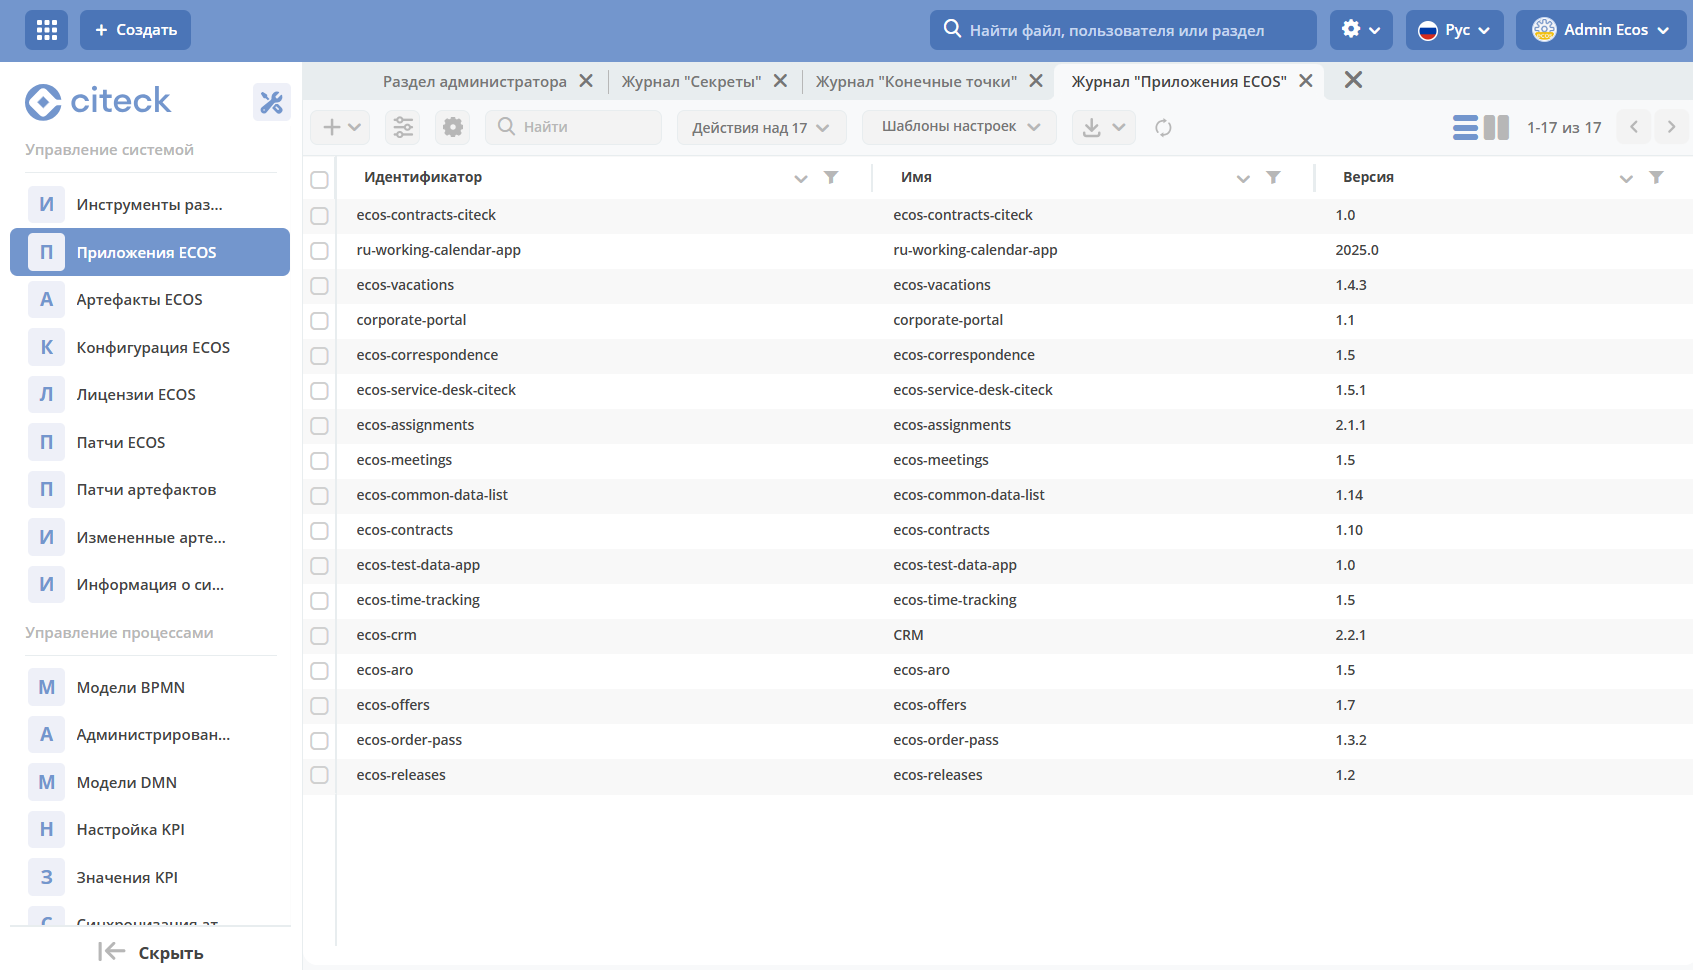 + Создать
Найти файл, пользователя или раздел
Рус
Admin Ecos
citeck
Раздел администратора
Журнал "Секреты"
Журнал "Конечные точки"
Журнал "Приложения ECOS"
Найти
Действия над 17
Шаблоны настроек
1-17 из 17
Управление системой
И Инструменты раз...
П Приложения ECOS
А Артефакты ECOS
К Конфигурация ECOS
Л Лицензии ECOS
П Патчи ECOS
П Патчи артефактов
И Измененные арте...
И Информация о си...
Управление процессами
М Модели BPMN
А Администрирован...
М Модели DMN
Н Настройка KPI
З Значения KPI
С Синхронизация ат...
Скрыть
Идентификатор Имя Версия
ecos-contracts-citeck ecos-contracts-citeck 1.0
ru-working-calendar-app ru-working-calendar-app 2025.0
ecos-vacations ecos-vacations 1.4.3
corporate-portal corporate-portal 1.1
ecos-correspondence ecos-correspondence 1.5
ecos-service-desk-citeck ecos-service-desk-citeck 1.5.1
ecos-assignments ecos-assignments 2.1.1
ecos-meetings ecos-meetings 1.5
ecos-common-data-list ecos-common-data-list 1.14
ecos-contracts ecos-contracts 1.10
ecos-test-data-app ecos-test-data-app 1.0
ecos-time-tracking ecos-time-tracking 1.5
ecos-crm CRM 2.2.1
ecos-aro ecos-aro 1.5
ecos-offers ecos-offers 1.7
ecos-order-pass ecos-order-pass 1.3.2
ecos-releases ecos-releases 1.2